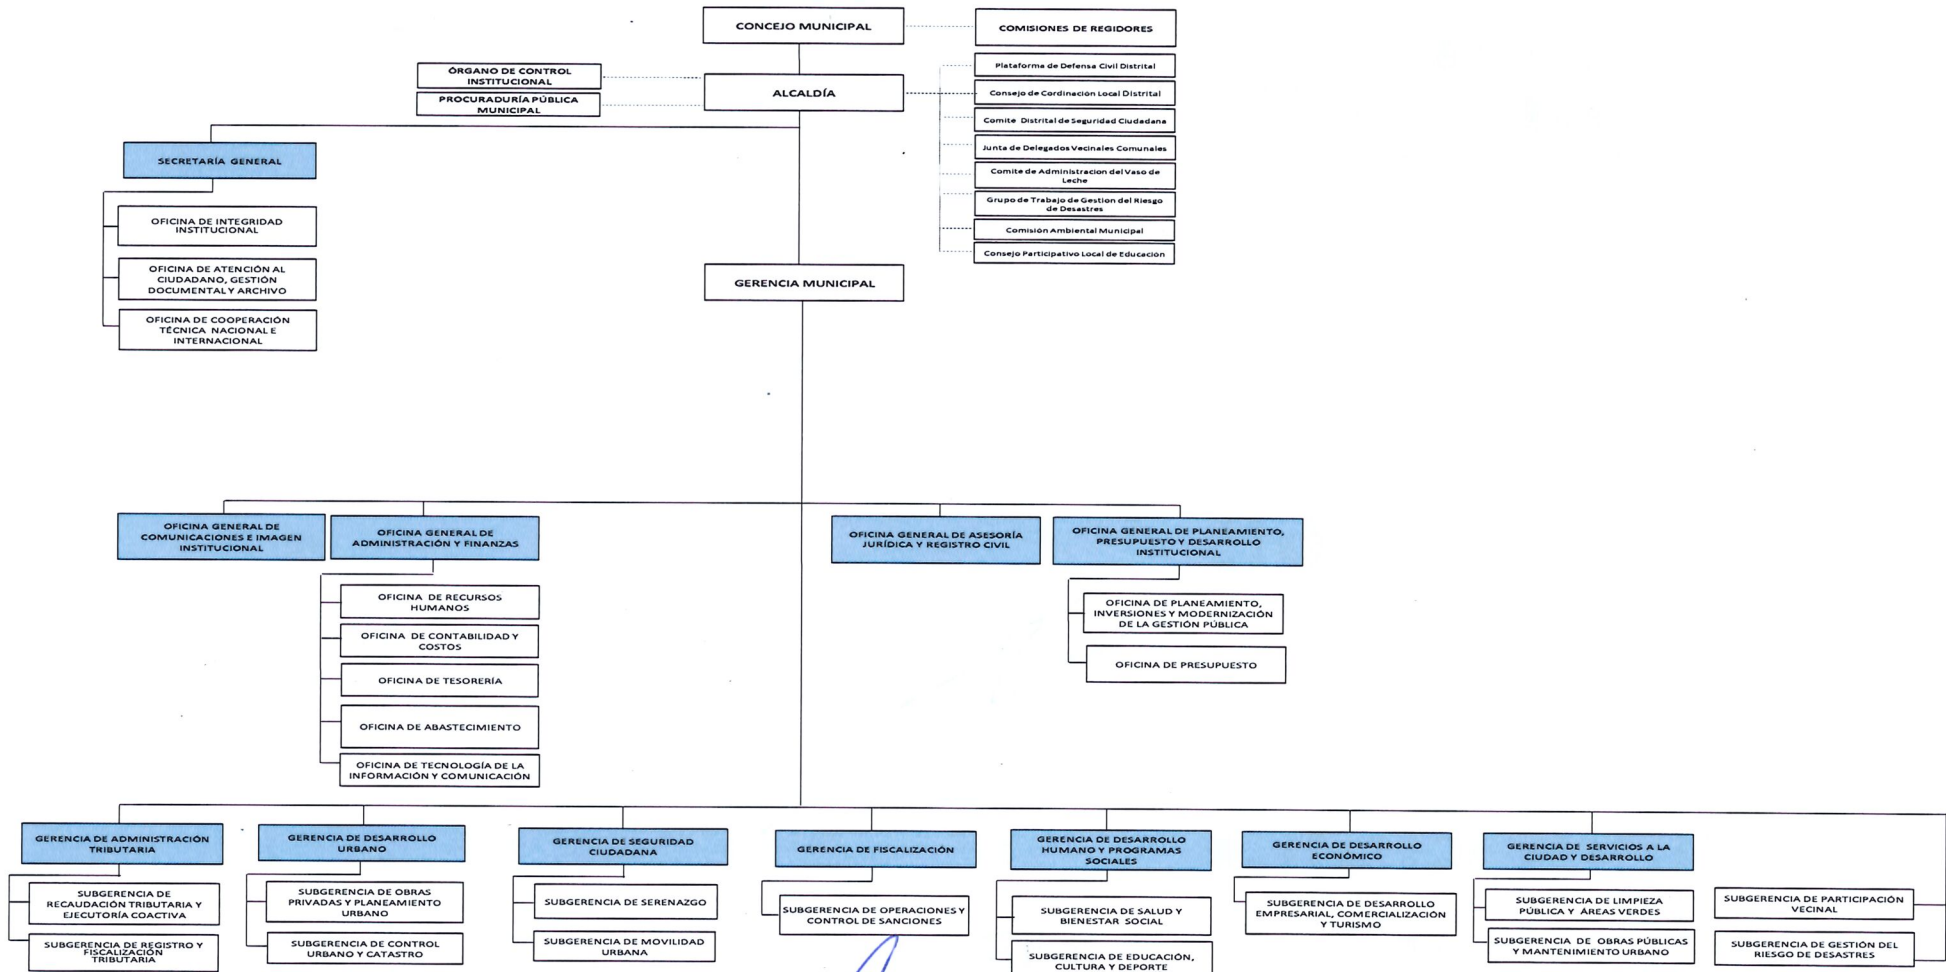 CONCEJO MUNICIPAL
COMISIONES DE REGIDORES
ÓRGANO DE CONTROL
INSTITUCIONAL
PROCURADURÍA PÚBLICA
MUNICIPAL
ALCALDÍA
Plataforma de Defensa Civil Distrital
Consejo de Cordinación Local Distrital
Comite Distrital de Seguridad Ciudadana
Junta de Delegados Vecinales Comunales
Comite de Administracion del Vaso de
Leche
Grupo de Trabajo de Gestion del Riesgo
de Desastres
Comisión Ambiental Municipal
Consejo Participativo Local de Educación
SECRETARÍA GENERAL
OFICINA DE INTEGRIDAD
INSTITUCIONAL
OFICINA DE ATENCIÓN AL
CIUDADANO, GESTIÓN
DOCUMENTAL Y ARCHIVO
OFICINA DE COOPERACIÓN
TÉCNICA NACIONAL E
INTERNACIONAL
GERENCIA MUNICIPAL
OFICINA GENERAL DE
COMUNICACIONES E IMAGEN
INSTITUCIONAL
OFICINA GENERAL DE
ADMINISTRACIÓN Y FINANZAS
OFICINA GENERAL DE ASESORÍA
JURÍDICA Y REGISTRO CIVIL
OFICINA GENERAL DE PLANEAMIENTO,
PRESUPUESTO Y DESARROLLO
INSTITUCIONAL
OFICINA DE RECURSOS
HUMANOS
OFICINA DE CONTABILIDAD Y
COSTOS
OFICINA DE TESORERÍA
OFICINA DE ABASTECIMIENTO
OFICINA DE TECNOLOGÍA DE LA
INFORMACIÓN Y COMUNICACIÓN
OFICINA DE PLANEAMIENTO,
INVERSIONES Y MODERNIZACIÓN
DE LA GESTIÓN PÚBLICA
OFICINA DE PRESUPUESTO
GERENCIA DE ADMINISTRACIÓN
TRIBUTARIA
SUBGERENCIA DE
RECAUDACIÓN TRIBUTARIA Y
EJECUTORÍA COACTIVA
SUBGERENCIA DE REGISTRO Y
FISCALIZACIÓN
TRIBUTARIA
GERENCIA DE DESARROLLO
URBANO
SUBGERENCIA DE OBRAS
PRIVADAS Y PLANEAMIENTO
URBANO
SUBGERENCIA DE CONTROL
URBANO Y CATASTRO
GERENCIA DE SEGURIDAD
CIUDADANA
SUBGERENCIA DE SERENAZGO
SUBGERENCIA DE MOVILIDAD
URBANA
GERENCIA DE FISCALIZACIÓN
SUBGERENCIA DE OPERACIONES Y
CONTROL DE SANCIONES
GERENCIA DE DESARROLLO
HUMANO Y PROGRAMAS
SOCIALES
SUBGERENCIA DE SALUD Y
BIENESTAR SOCIAL
SUBGERENCIA DE EDUCACIÓN,
CULTURA Y DEPORTE
GERENCIA DE DESARROLLO
ECONÓMICO
SUBGERENCIA DE DESARROLLO
EMPRESARIAL, COMERCIALIZACIÓN
Y TURISMO
GERENCIA DE SERVICIOS A LA
CIUDAD Y DESARROLLO
SUBGERENCIA DE LIMPIEZA
PÚBLICA Y ÁREAS VERDES
SUBGERENCIA DE OBRAS PÚBLICAS
Y MANTENIMIENTO URBANO
SUBGERENCIA DE PARTICIPACIÓN
VECINAL
SUBGERENCIA DE GESTIÓN DEL
RIESGO DE DESASTRES